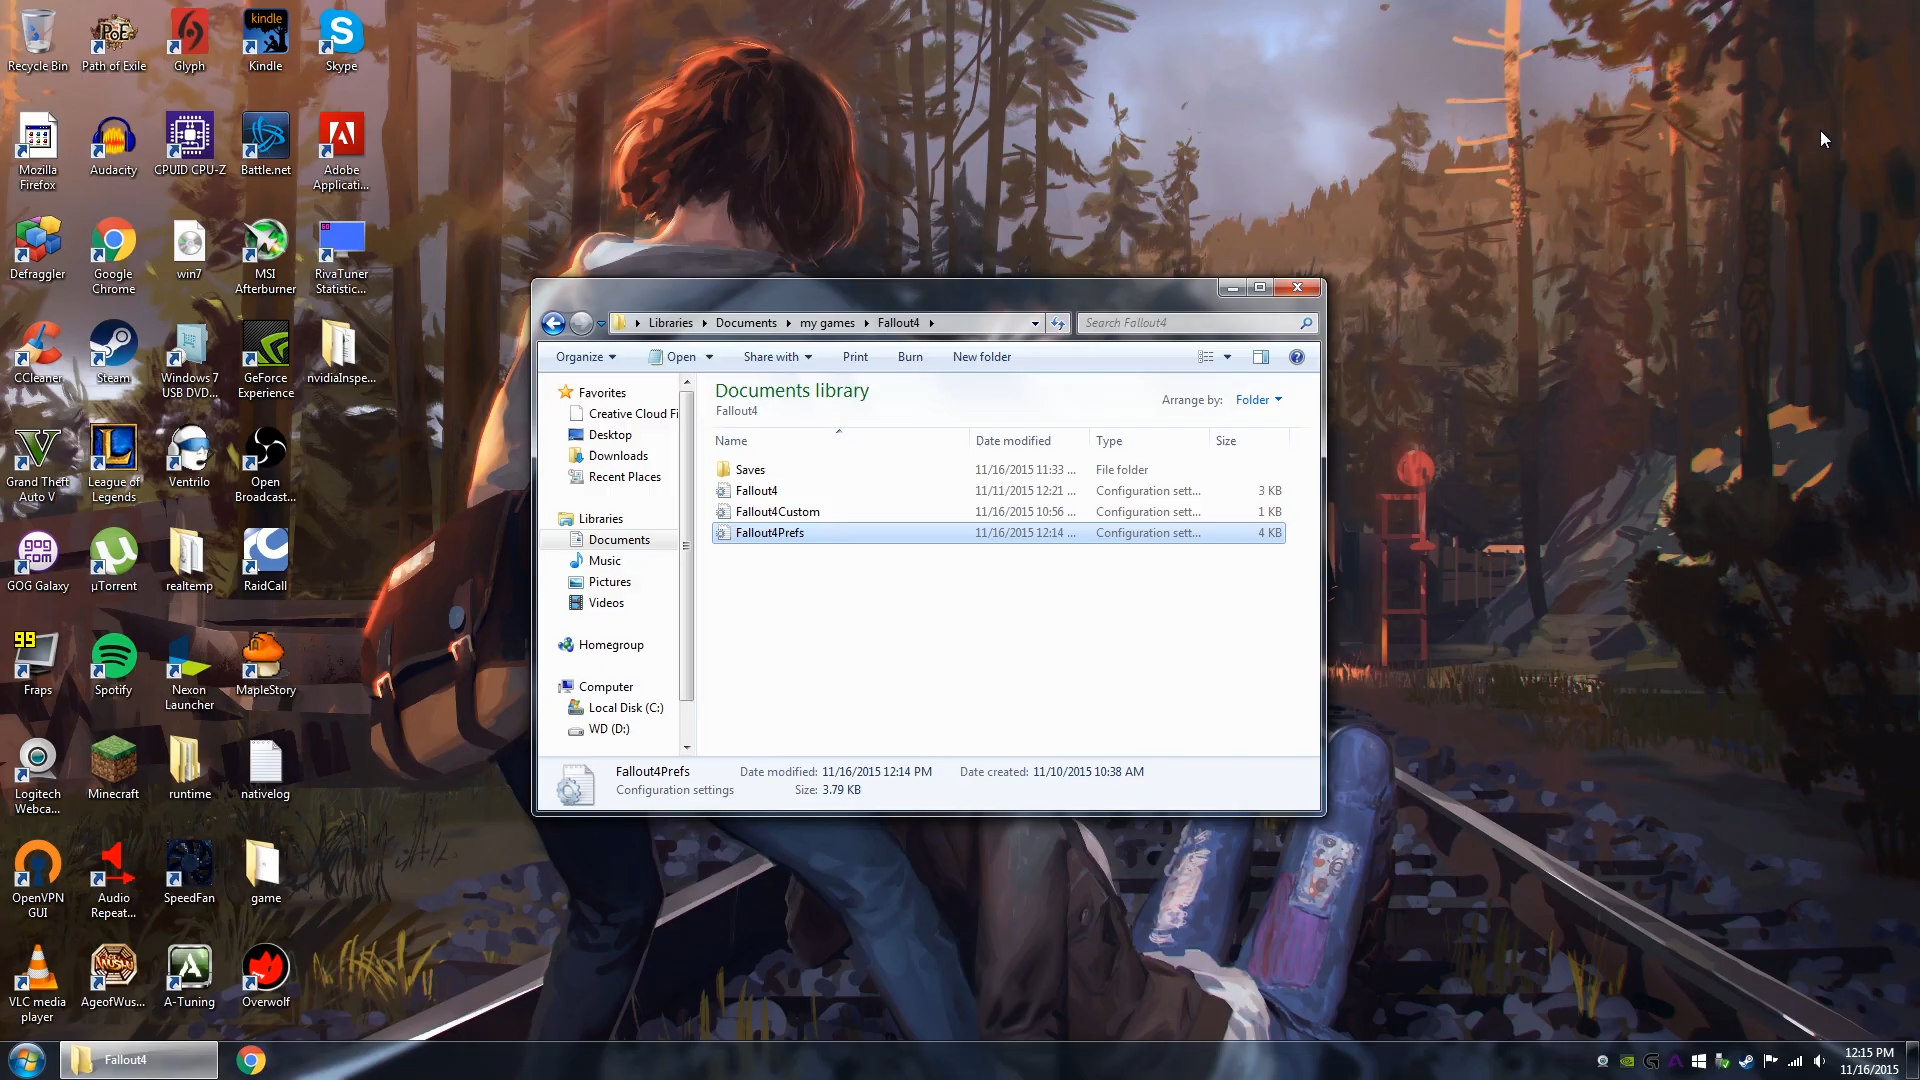 Recycle Bin
Path of Exile
Glyph
kindle
Kindle
S
Skype
Mozilla
Firefox
Audacity
CPUID CPU-Z
Battle.net
Adobe
Applicati...
Defraggler
Google
Chrome
win7
MSI
Afterburner
60
RivaTuner
Statistic...
CCleaner
Steam
Windows 7
USB DVD...
GeForce
Experience
nvidiaInspe...
Grand Theft
Auto V
League of
Legends
Ventrilo
Open
Broadcast...
gog
com
GOG Galaxy
µTorrent
realtemp
RaidCall
99
Fraps
Spotify
Nexon
Launcher
MapleStory
Logitech
Webca...
Minecraft
runtime
nativelog
OpenVPN
GUI
Audio
Repeat...
SpeedFan
game
VLC media
player
AgeofWus...
A-Tuning
Overwolf
Libraries
Documents
my games
Fallout4
Search Fallout4
Organize
Open
Share with
Print
Burn
New folder
Favorites
Creative Cloud Fi
Desktop
Downloads
Recent Places
Libraries
Documents
Music
Pictures
Videos
Homegroup
Computer
Local Disk (C:)
WD (D:)
Documents library
Fallout4
Arrange by: Folder
Name Date modified Type Size
Saves 11/16/2015 11:33 ... File folder
Fallout4 11/11/2015 12:21 ... Configuration sett... 3 KB
Fallout4Custom 11/16/2015 10:56 ... Configuration sett... 1 KB
Fallout4Prefs 11/16/2015 12:14 ... Configuration sett... 4 KB
Fallout4Prefs Date modified: 11/16/2015 12:14 PM Date created: 11/10/2015 10:38 AM
Configuration settings Size: 3.79 KB
Fallout4
12:15 PM
11/16/2015